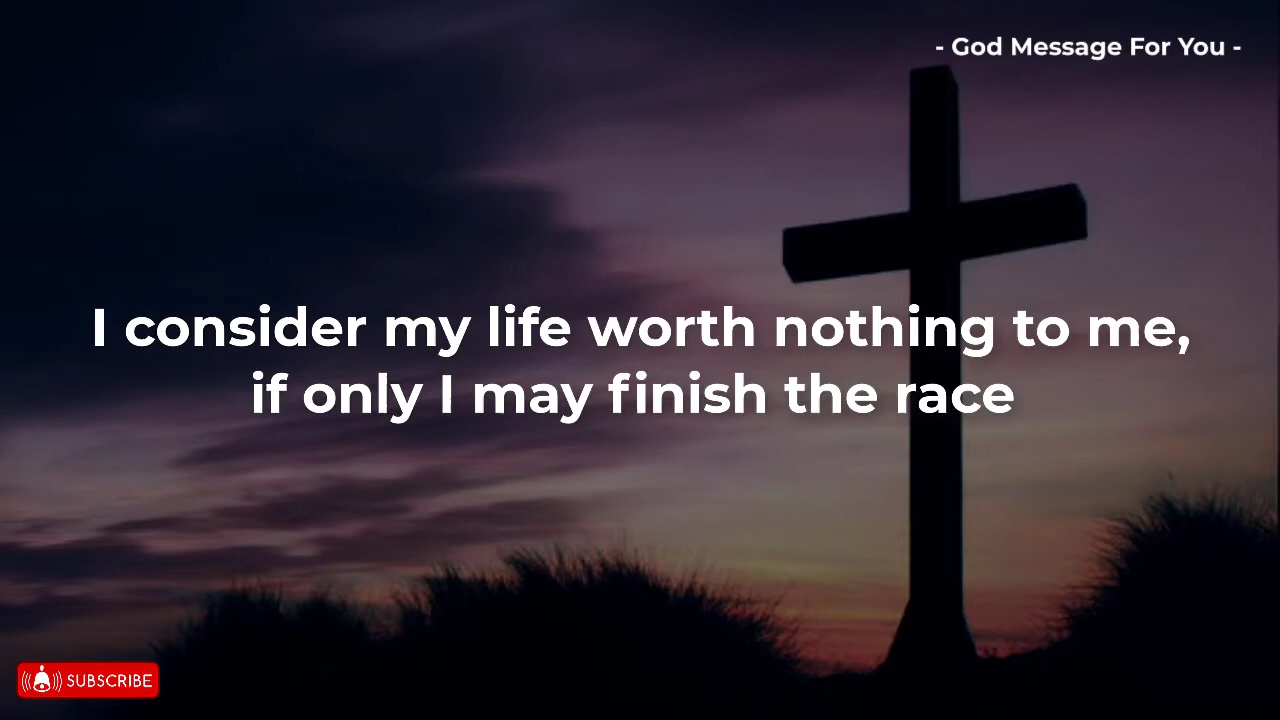 - God Message For You -
I consider my life worth nothing to me,
if only I may finish the race
SUBSCRIBE